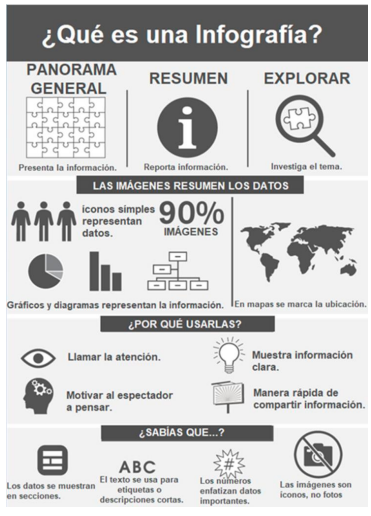 ¿Qué es una Infografía?
PANORAMA
GENERAL
Presenta la información.
RESUMEN
i
Reporta información.
EXPLORAR
Investiga el tema.
LAS IMÁGENES RESUMEN LOS DATOS
iconos simples
representan
datos.
90%
IMÁGENES
Gráficos y diagramas representan la información.
En mapas se marca la ubicación.
¿POR QUÉ USARLAS?
Llamar la atención.
Muestra información
clara.
Motivar al espectador
a pensar.
Manera rápida de
compartir información.
¿SABÍAS QUE...?
Los datos se muestran
en secciones.
ABC
El texto se usa para
etiquetas o
descripciones cortas.
#
Los números
enfatizan datos
importantes.
Las imágenes son
íconos, no fotos